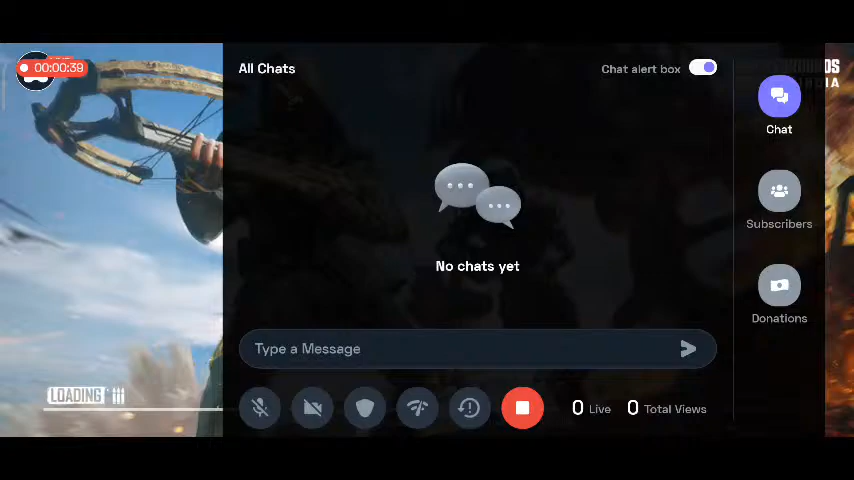 00:00:39
All Chats
Chat alert box
Chat
No chats yet
Subscribers
Donations
Type a Message
LOADING
0 Live
0 Total Views